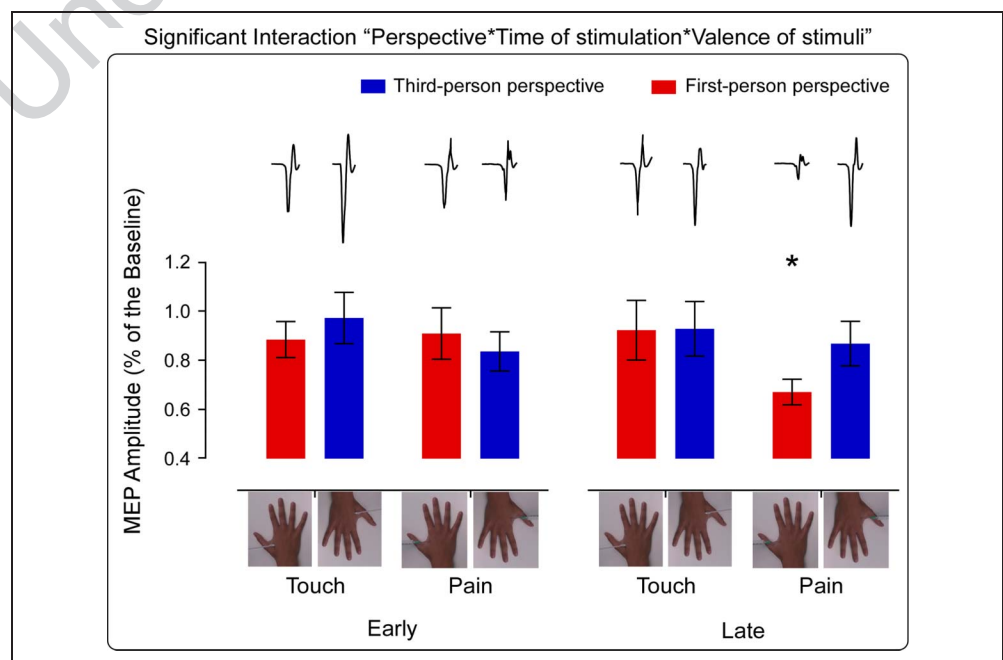 Un
Significant Interaction “Perspective*Time of stimulation*Valence of stimuli”
Third-person perspective First-person perspective
MEP Amplitude (% of the Baseline)
*
1.2
1.0
0.8
0.6
0.4
Touch Pain Touch Pain
Early Late